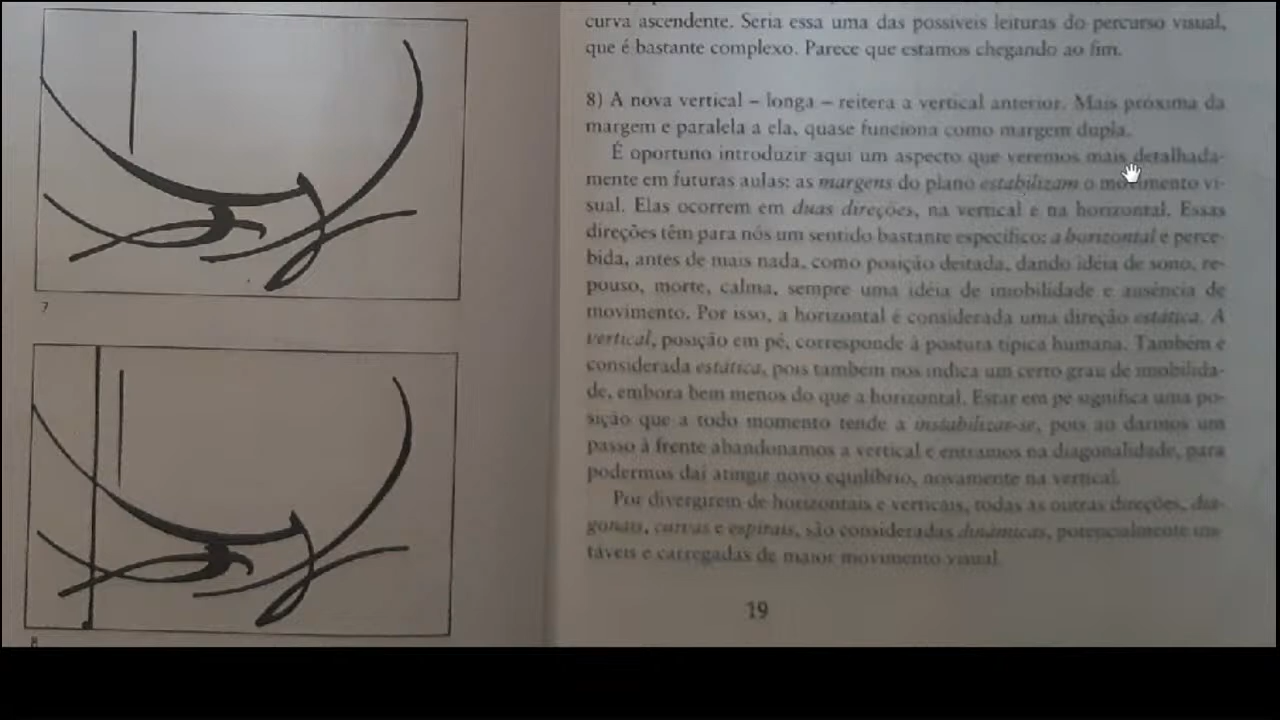 7
8
curva ascendente. Seria essa uma das possíveis leituras do percurso visual,
que é bastante complexo. Parece que estamos chegando ao fim.
8) A nova vertical – longa – reitera a vertical anterior. Mais próxima da
margem e paralela a ela, quase funciona como margem dupla.
É oportuno introduzir aqui um aspecto que veremos mais detalhada-
mente em futuras aulas: as margens do plano estabilizam o movimento vi-
sual. Elas ocorrem em duas direções, na vertical e na horizontal. Essas
direções têm para nós um sentido bastante específico: a horizontal é perce-
bida, antes de mais nada, como posição deitada, dando idéia de sono, re-
pouso, morte, calma, sempre uma idéia de imobilidade e ausência de
movimento. Por isso, a horizontal é considerada uma direção estática. A
vertical, posição em pé, corresponde à postura típica humana. Também é
considerada estática, pois também nos indica um certo grau de imobilida-
de, embora bem menos do que a horizontal. Estar em pé significa uma po-
sição que a todo momento tende a instabilizar-se, pois ao darmos um
passo à frente abandonamos a vertical e entramos na diagonalidade, para
podermos daí atingir novo equilíbrio, novamente na vertical.
Por divergirem de horizontais e verticais, todas as outras direções, dia-
gonais, curvas e espirais, são consideradas dinâmicas, potencialmente ins-
táveis e carregadas de maior movimento visual.
19